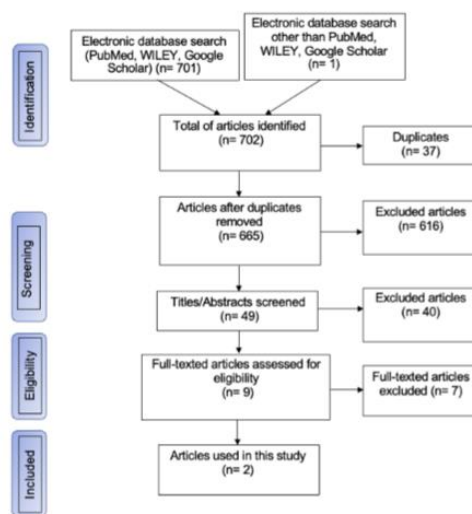 Electronic database search
(PubMed, WILEY, Google
Scholar) (n= 701)
Electronic database search
other than PubMed,
WILEY, Google Scholar
(n= 1)
Identification
Total of articles identified
(n= 702)
Duplicates
(n= 37)
Articles after duplicates
removed
(n= 665)
Excluded articles
(n= 616)
Screening
Titles/Abstracts screened
(n= 49)
Excluded articles
(n= 40)
Eligibility
Full-texted articles assessed for
eligibility
(n= 9)
Full-texted articles
excluded (n= 7)
Included
Articles used in this study
(n= 2)